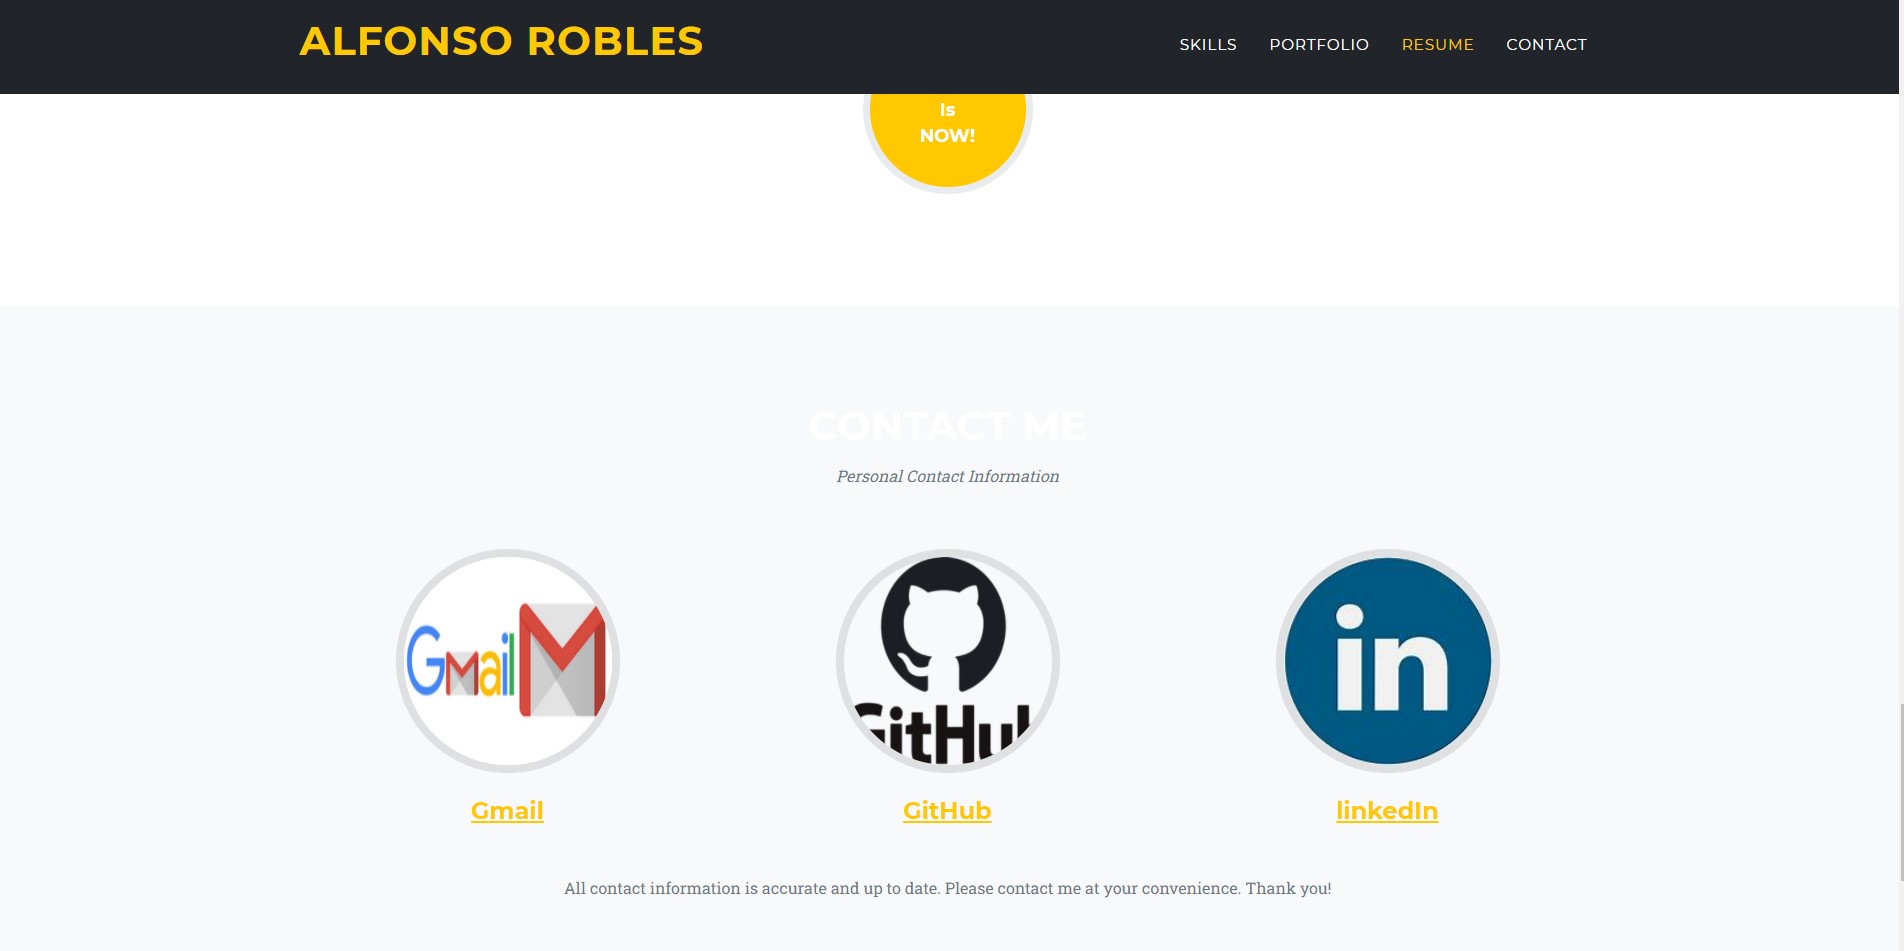 ALFONSO ROBLES
SKILLS PORTFOLIO RESUME CONTACT
Is
NOW!
CONTACT ME
Personal Contact Information
Gmail
GitHub
in
Gmail
GitHub
linkedIn
All contact information is accurate and up to date. Please contact me at your convenience. Thank you!